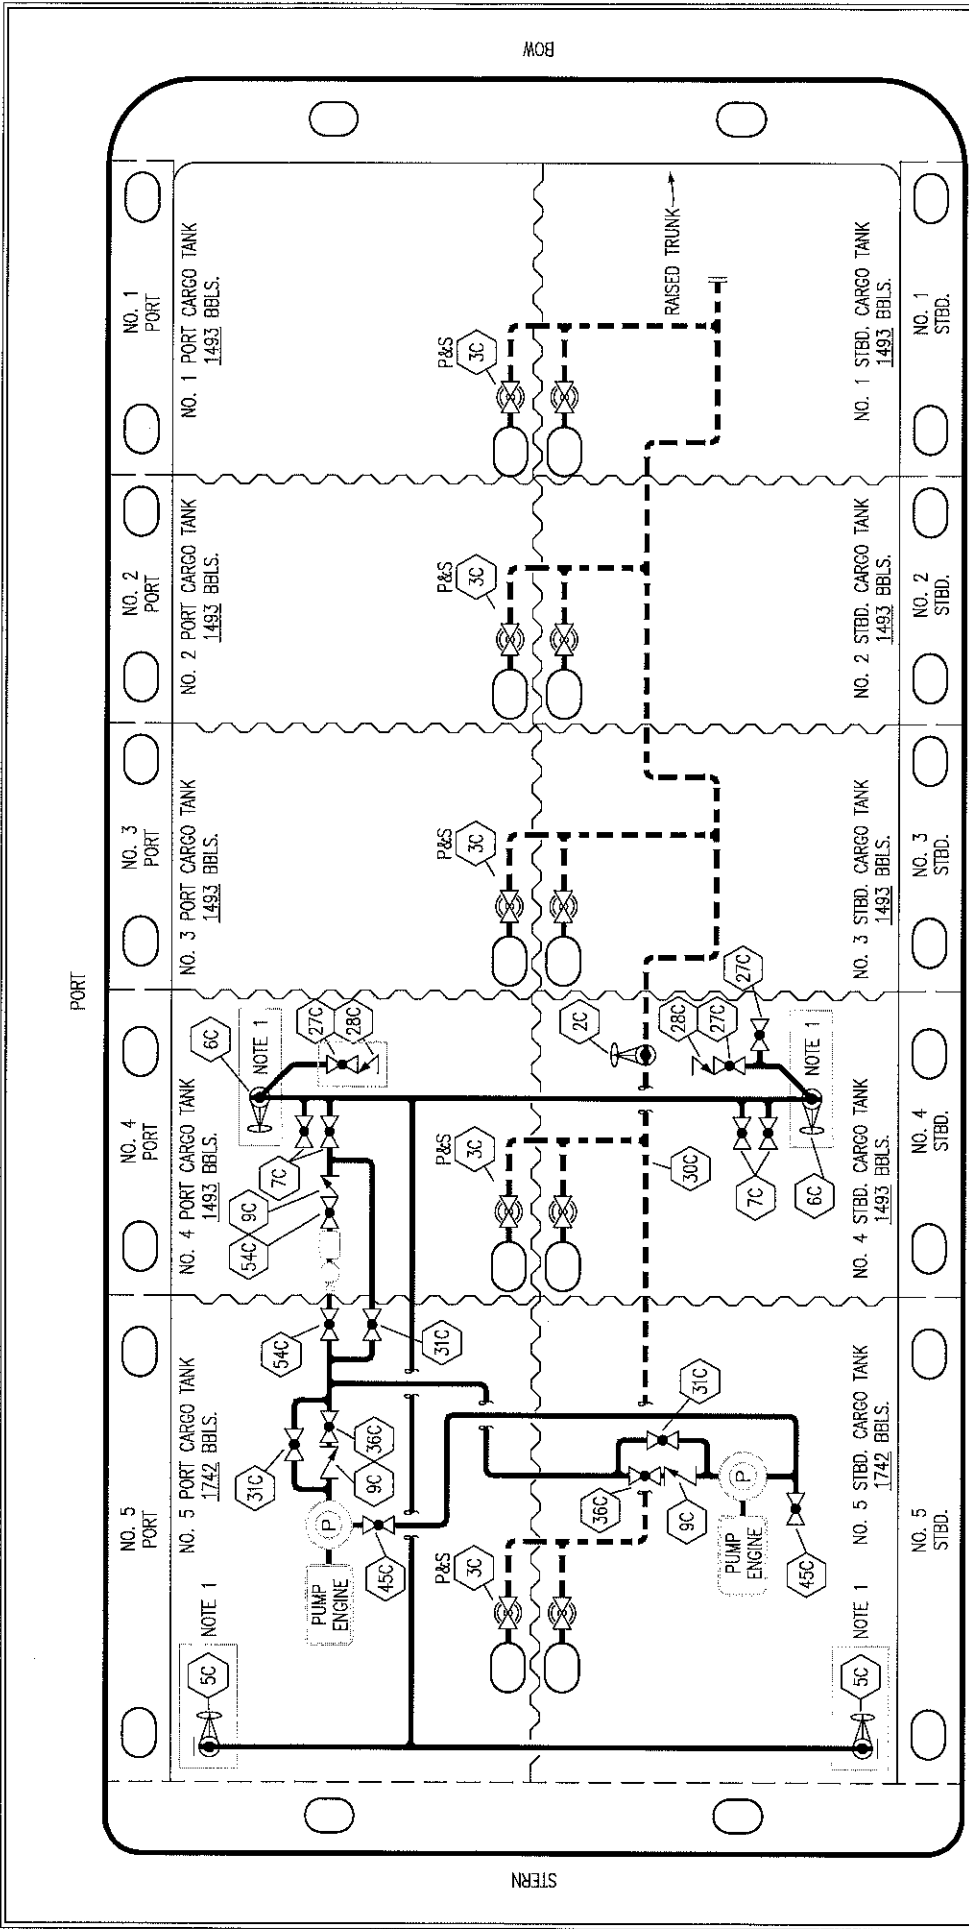 BOW
STERN
PORT
NO. 5
PORT
NO. 4
PORT
NO. 3
PORT
NO. 2
PORT
NO. 1
PORT
NO. 5 PORT CARGO TANK
1742 BBLS.
NO. 4 PORT CARGO TANK
1493 BBLS.
NO. 3 PORT CARGO TANK
1493 BBLS.
NO. 2 PORT CARGO TANK
1493 BBLS.
NO. 1 PORT CARGO TANK
1493 BBLS.
NOTE 1
5C
6C
NOTE 1
27C
28C
7C
9C
54C
54C
31C
31C
36C
9C
P
PUMP
ENGINE
45C
P&S
3C
P&S
3C
P&S
3C
P&S
3C
P&S
3C
2C
30C
RAISED TRUNK
31C
36C
9C
P
PUMP
ENGINE
45C
28C
27C
27C
7C
6C
NOTE 1
5C
NOTE 1
NO. 5 STBD. CARGO TANK
1742 BBLS.
NO. 4 STBD. CARGO TANK
1493 BBLS.
NO. 3 STBD. CARGO TANK
1493 BBLS.
NO. 2 STBD. CARGO TANK
1493 BBLS.
NO. 1 STBD. CARGO TANK
1493 BBLS.
NO. 5
STBD.
NO. 4
STBD.
NO. 3
STBD.
NO. 2
STBD.
NO. 1
STBD.